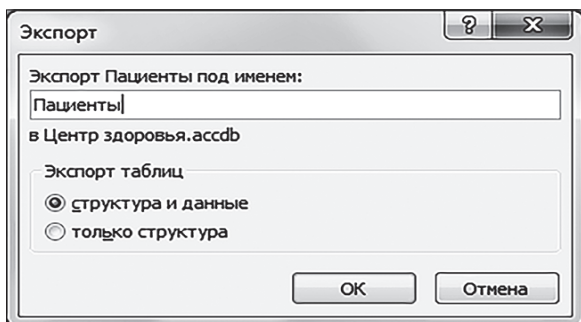 Экспорт
Экспорт Пациенты под именем:
Пациенты
в Центр здоровья.accdb
Экспорт таблиц
структура и данные
только структура
ОК
Отмена